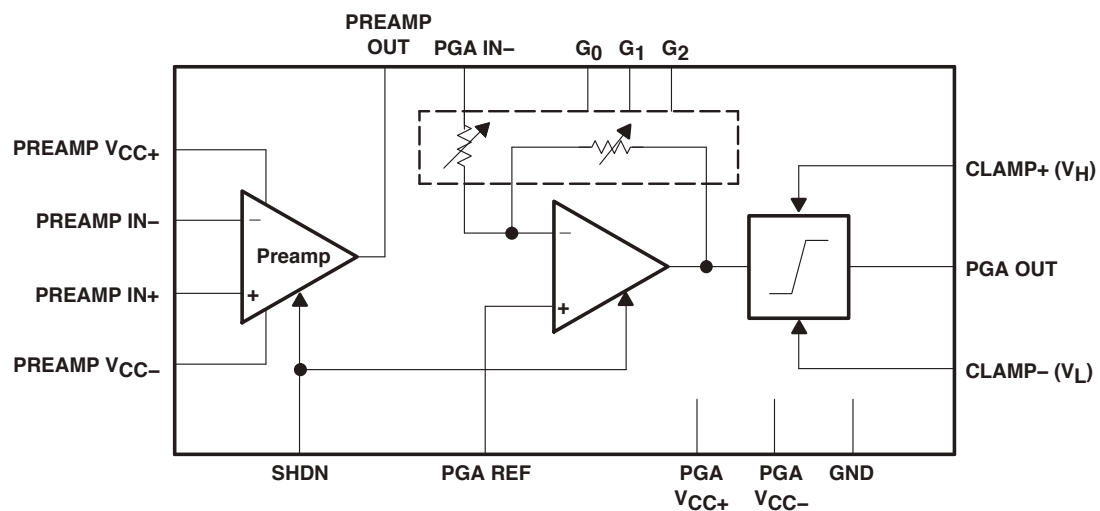 PREAMP
OUT
PGA IN–
G0
G1
G2
PREAMP VCC+
PREAMP IN–
PREAMP IN+
PREAMP VCC–
–
Preamp
+
–
+
CLAMP+ (VH)
PGA OUT
CLAMP– (VL)
SHDN
PGA REF
PGA
VCC+
PGA
VCC–
GND